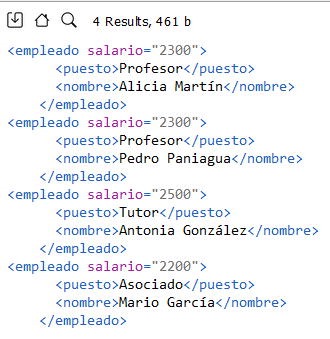 4 Results, 461 b
<empleado salario="2300">
<puesto>Profesor</puesto>
<nombre>Alicia Martín</nombre>
</empleado>
<empleado salario="2300">
<puesto>Profesor</puesto>
<nombre>Pedro Paniagua</nombre>
</empleado>
<empleado salario="2500">
<puesto>Tutor</puesto>
<nombre>Antonia González</nombre>
</empleado>
<empleado salario="2200">
<puesto>Asociado</puesto>
<nombre>Mario García</nombre>
</empleado>